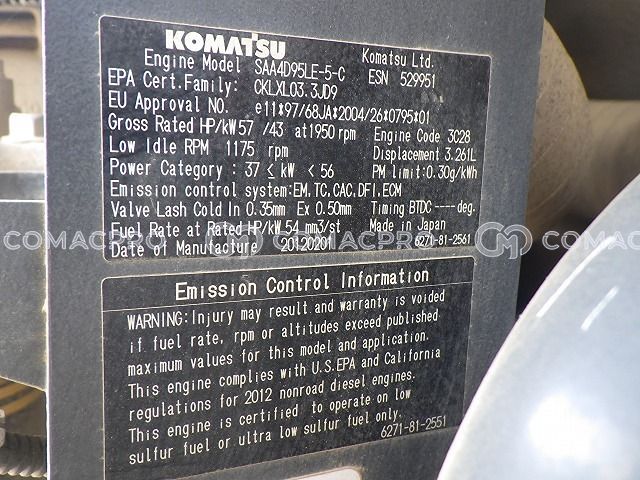 KOMATSU Komatsu Ltd.
Engine Model SAA4D95LE-5-C ESN 529951
EPA Cert.Family: CKLXL03.3JD9
EU Approval NO. e11*97/68JA*2004/26*0795*01
Gross Rated HP/kW 57 /43 at 1950 rpm Engine Code 3C28
Low Idle RPM 1175 rpm Displacement 3.261L
Power Category : 37 ≤ kW < 56 PM limit: 0.30g/kWh
Emission control system: EM, TC, CAC, DFI, ECM
Valve Lash Cold In 0.35mm Ex 0.50mm Timing BTDC ----deg.
Fuel Rate at Rated HP/kW 54 mm3/st Made in Japan
Date of Manufacture 20120201 6271-81-2561
COMACPRO COMACPRO COMACPRO
Emission Control Information
WARNING: Injury may result and warranty is voided
if fuel rate, rpm or altitudes exceed published
maximum values for this model and application.
This engine complies with U.S.EPA and California
regulations for 2012 nonroad diesel engines.
This engine is certified to operate on low
sulfur fuel or ultra low sulfur fuel only.
6271-81-2551